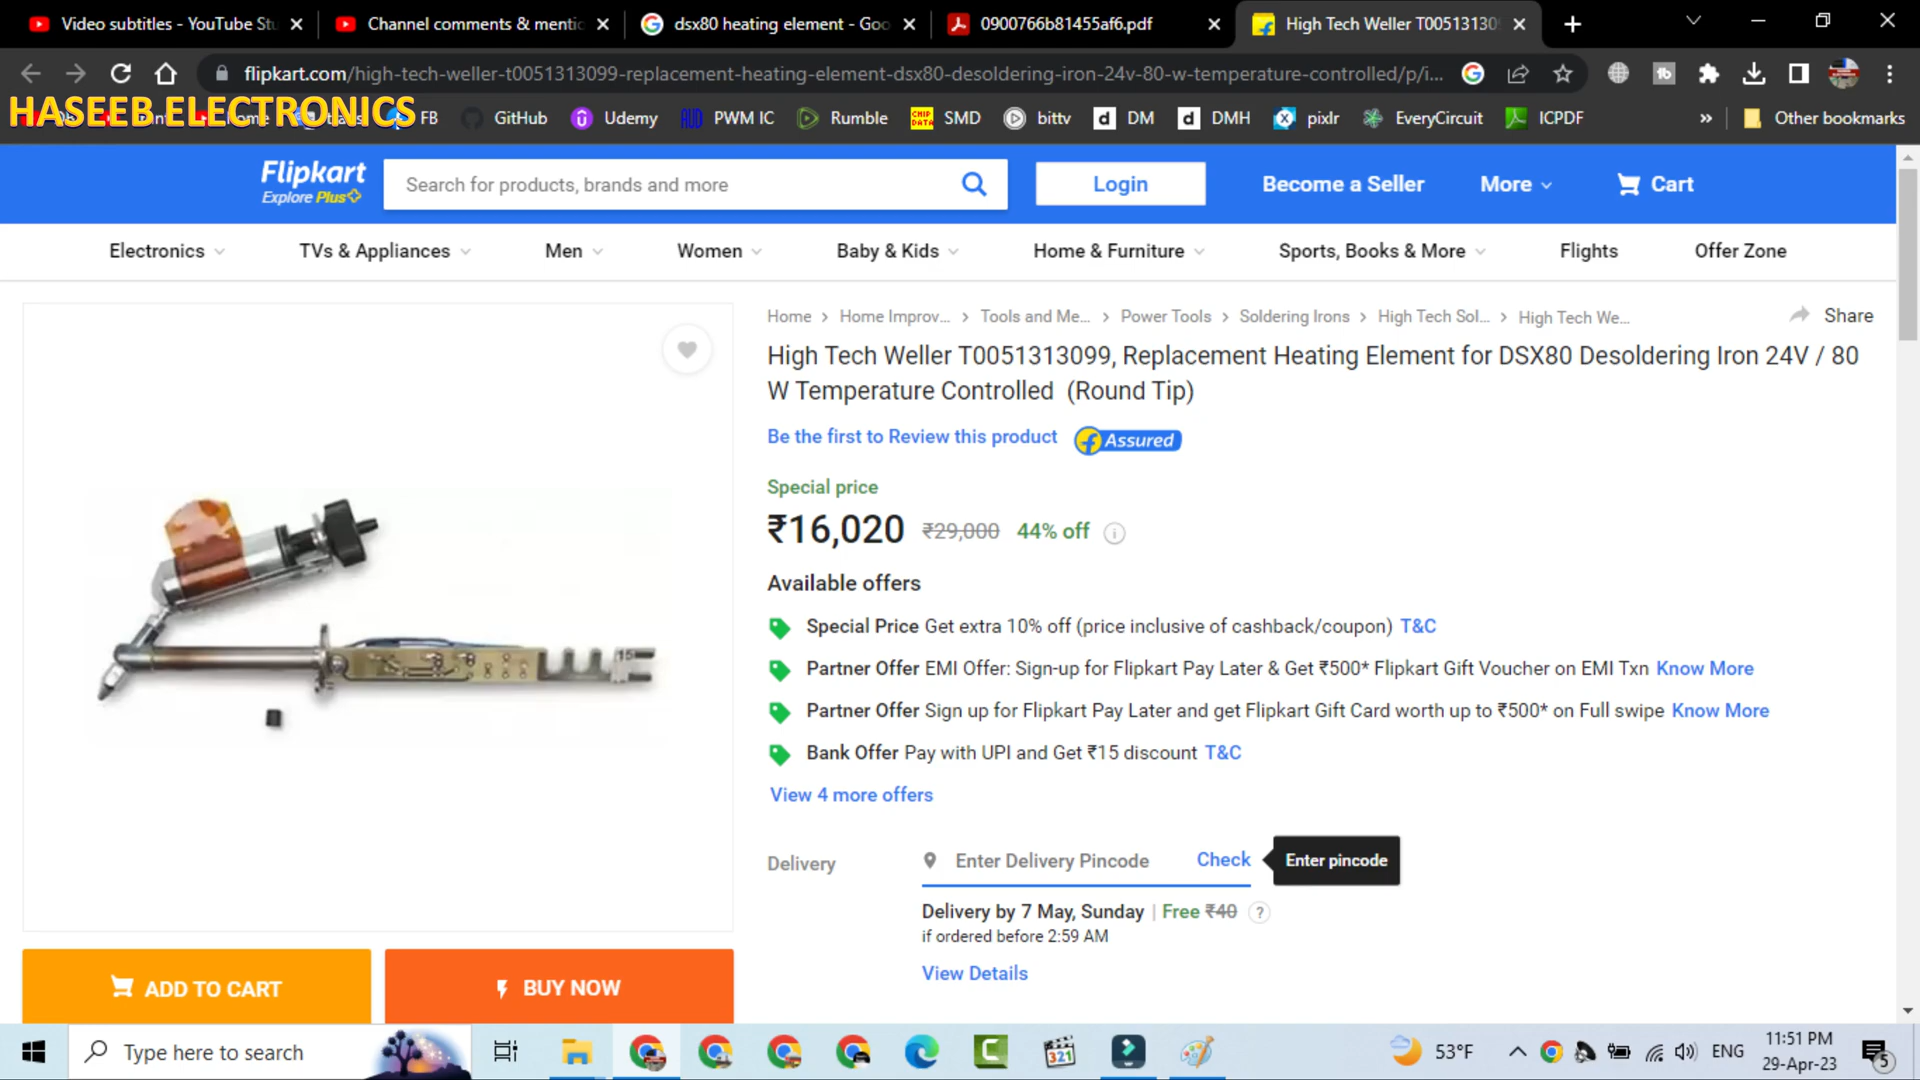 Video subtitles - YouTube Stu
Channel comments & mentic
dsx80 heating element - Goo
0900766b81455af6.pdf
High Tech Weller T005131309
flipkart.com/high-tech-weller-t0051313099-replacement-heating-element-dsx80-desoldering-iron-24v-80-w-temperature-controlled/p/i...
HASEEB ELECTRONICS
FB
GitHub
Udemy
PWM IC
Rumble
SMD
bittv
DM
DMH
pixlr
EveryCircuit
ICPDF
»
Other bookmarks
Flipkart
Explore Plus
Search for products, brands and more
Login
Become a Seller
More
Cart
Electronics
TVs & Appliances
Men
Women
Baby & Kids
Home & Furniture
Sports, Books & More
Flights
Offer Zone
Home > Home Improv... > Tools and Me... > Power Tools > Soldering Irons > High Tech Sol... > High Tech We...
Share
High Tech Weller T0051313099, Replacement Heating Element for DSX80 Desoldering Iron 24V / 80
W Temperature Controlled (Round Tip)
Be the first to Review this product
Assured
Special price
₹16,020 ₹29,000 44% off
Available offers
Special Price Get extra 10% off (price inclusive of cashback/coupon) T&C
Partner Offer EMI Offer: Sign-up for Flipkart Pay Later & Get ₹500* Flipkart Gift Voucher on EMI Txn Know More
Partner Offer Sign up for Flipkart Pay Later and get Flipkart Gift Card worth up to ₹500* on Full swipe Know More
Bank Offer Pay with UPI and Get ₹15 discount T&C
View 4 more offers
Delivery
Enter Delivery Pincode
Check
Enter pincode
Delivery by 7 May, Sunday | Free ₹40 ?
if ordered before 2:59 AM
View Details
ADD TO CART
BUY NOW
Type here to search
321
53°F
ENG
11:51 PM
29-Apr-23
5